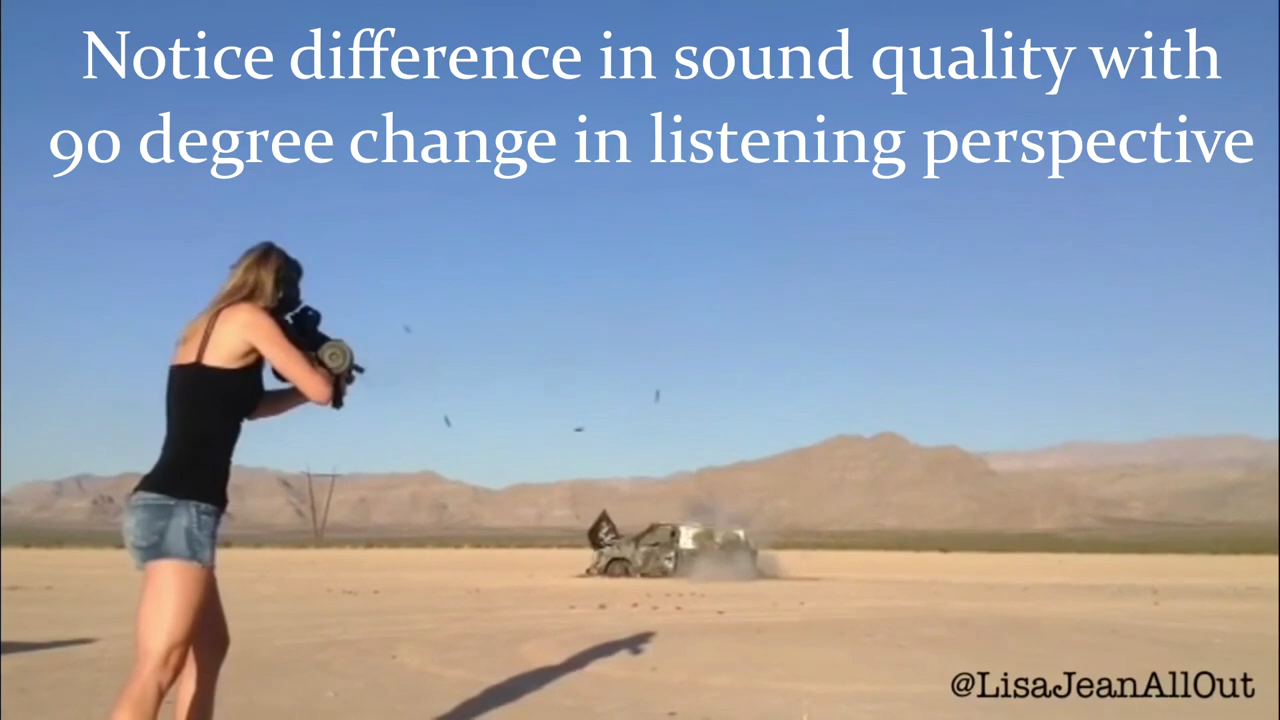 Notice difference in sound quality with
90 degree change in listening perspective
@LisaJeanAllOut